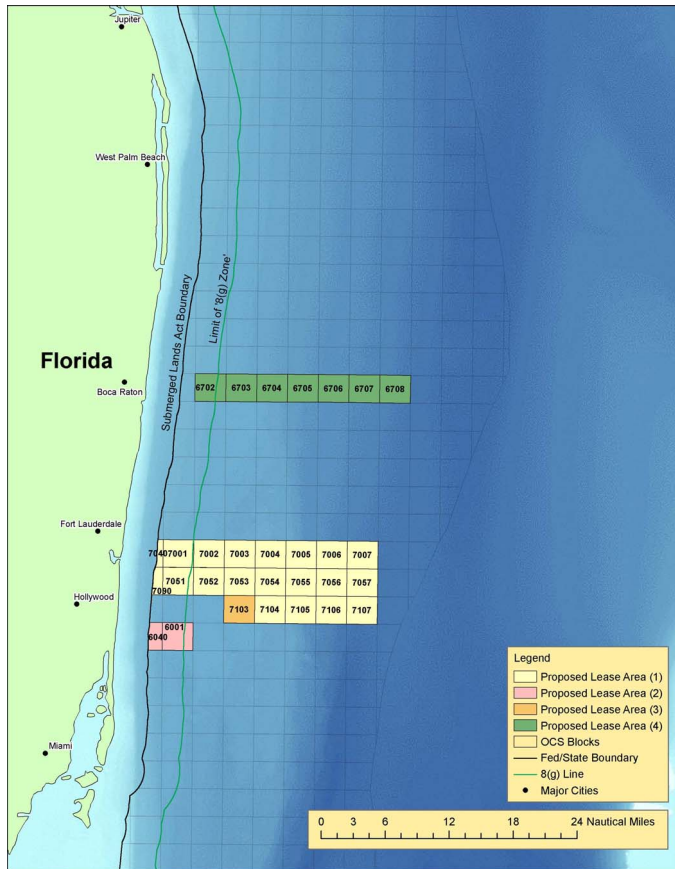 Jupiter
West Palm Beach
Submerged Lands Act Boundary
Limit of '8(g) Zone'
Florida
Boca Raton
6702 6703 6704 6705 6706 6707 6708
Fort Lauderdale
7040 7001 7002 7003 7004 7005 7006 7007
7051 7052 7053 7054 7055 7056 7057
7090
Hollywood
7103 7104 7105 7106 7107
6001
6040
Miami
Legend
Proposed Lease Area (1)
Proposed Lease Area (2)
Proposed Lease Area (3)
Proposed Lease Area (4)
OCS Blocks
Fed/State Boundary
8(g) Line
Major Cities
0 3 6 12 18 24 Nautical Miles